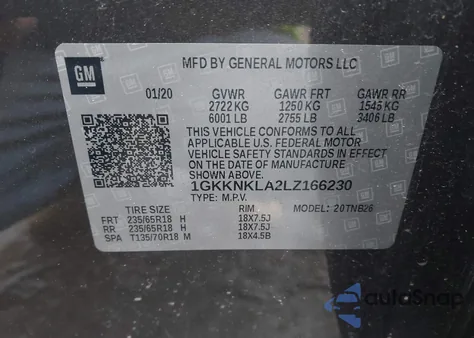 GM
MFD BY GENERAL MOTORS LLC
01/20 GVWR GAWR FRT GAWR RR
2722 KG 1250 KG 1545 KG
6001 LB 2755 LB 3406 LB
THIS VEHICLE CONFORMS TO ALL
APPLICABLE U.S. FEDERAL MOTOR
VEHICLE SAFETY STANDARDS IN
EFFECT ON THE DATE OF MANUFACTURE
SHOWN ABOVE.
1GKKNKLA2LZ166230
TYPE: M.P.V. MODEL: 20TNB26
TIRE SIZE RIM
FRT 235/65R18 H 18X7.5J
RR 235/65R18 H 18X7.5J
SPA T135/70R18 M 18X4.5B
autoSnap